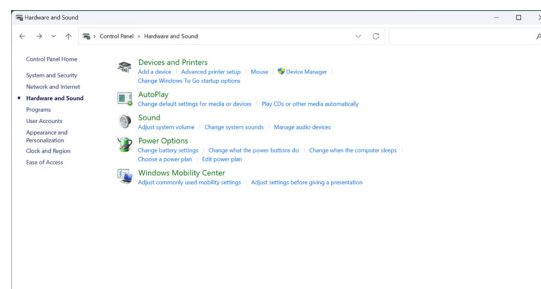 Hardware and Sound
Control Panel > Hardware and Sound
Control Panel Home
System and Security
Network and Internet
Hardware and Sound
Programs
User Accounts
Appearance and
Personalization
Clock and Region
Ease of Access
Devices and Printers
Add a device | Advanced printer setup | Mouse | Device Manager |
Change Windows To Go startup options
AutoPlay
Change default settings for media or devices | Play CDs or other media automatically
Sound
Adjust system volume | Change system sounds | Manage audio devices
Power Options
Change battery settings | Change what the power buttons do | Change when the computer sleeps |
Choose a power plan | Edit power plan
Windows Mobility Center
Adjust commonly used mobility settings | Adjust settings before giving a presentation